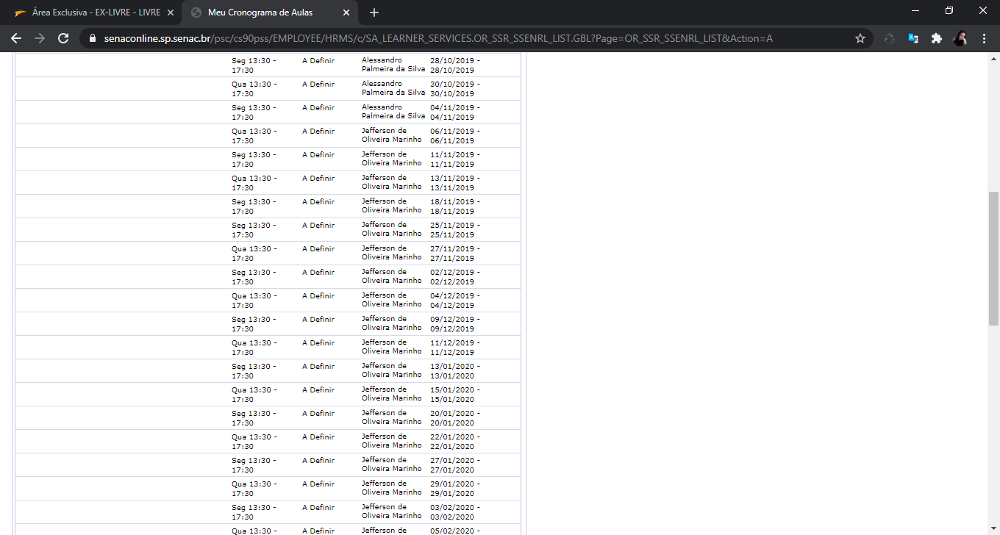 Área Exclusiva - EX-LIVRE - LIVRE
Meu Cronograma de Aulas
senaconline.sp.senac.br/psc/cs90pss/EMPLOYEE/HRMS/c/SA_LEARNER_SERVICES.OR_SSR_SSENRL_LIST.GBL?Page=OR_SSR_SSENRL_LIST&Action=A
Seg 13:30 - A Definir Alessandro 28/10/2019 -
17:30 Palmeira da Silva 28/10/2019
Qua 13:30 - A Definir Alessandro 30/10/2019 -
17:30 Palmeira da Silva 30/10/2019
Seg 13:30 - A Definir Alessandro 04/11/2019 -
17:30 Palmeira da Silva 04/11/2019
Qua 13:30 - A Definir Jefferson de 06/11/2019 -
17:30 Oliveira Marinho 06/11/2019
Seg 13:30 - A Definir Jefferson de 11/11/2019 -
17:30 Oliveira Marinho 11/11/2019
Qua 13:30 - A Definir Jefferson de 13/11/2019 -
17:30 Oliveira Marinho 13/11/2019
Seg 13:30 - A Definir Jefferson de 18/11/2019 -
17:30 Oliveira Marinho 18/11/2019
Seg 13:30 - A Definir Jefferson de 25/11/2019 -
17:30 Oliveira Marinho 25/11/2019
Qua 13:30 - A Definir Jefferson de 27/11/2019 -
17:30 Oliveira Marinho 27/11/2019
Seg 13:30 - A Definir Jefferson de 02/12/2019 -
17:30 Oliveira Marinho 02/12/2019
Qua 13:30 - A Definir Jefferson de 04/12/2019 -
17:30 Oliveira Marinho 04/12/2019
Seg 13:30 - A Definir Jefferson de 09/12/2019 -
17:30 Oliveira Marinho 09/12/2019
Qua 13:30 - A Definir Jefferson de 11/12/2019 -
17:30 Oliveira Marinho 11/12/2019
Seg 13:30 - A Definir Jefferson de 13/01/2020 -
17:30 Oliveira Marinho 13/01/2020
Qua 13:30 - A Definir Jefferson de 15/01/2020 -
17:30 Oliveira Marinho 15/01/2020
Seg 13:30 - A Definir Jefferson de 20/01/2020 -
17:30 Oliveira Marinho 20/01/2020
Qua 13:30 - A Definir Jefferson de 22/01/2020 -
17:30 Oliveira Marinho 22/01/2020
Seg 13:30 - A Definir Jefferson de 27/01/2020 -
17:30 Oliveira Marinho 27/01/2020
Qua 13:30 - A Definir Jefferson de 29/01/2020 -
17:30 Oliveira Marinho 29/01/2020
Seg 13:30 - A Definir Jefferson de 03/02/2020 -
17:30 Oliveira Marinho 03/02/2020
Qua 13:30 - A Definir Jefferson de 05/02/2020 -